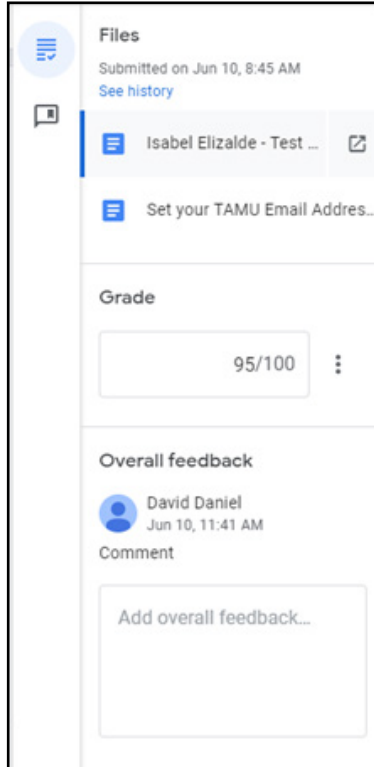 Files
Submitted on Jun 10, 8:45 AM
See history
Isabel Elizalde - Test ...
Set your TAMU Email Addres...
Grade
95/100
Overall feedback
David Daniel
Jun 10, 11:41 AM
Comment
Add overall feedback...